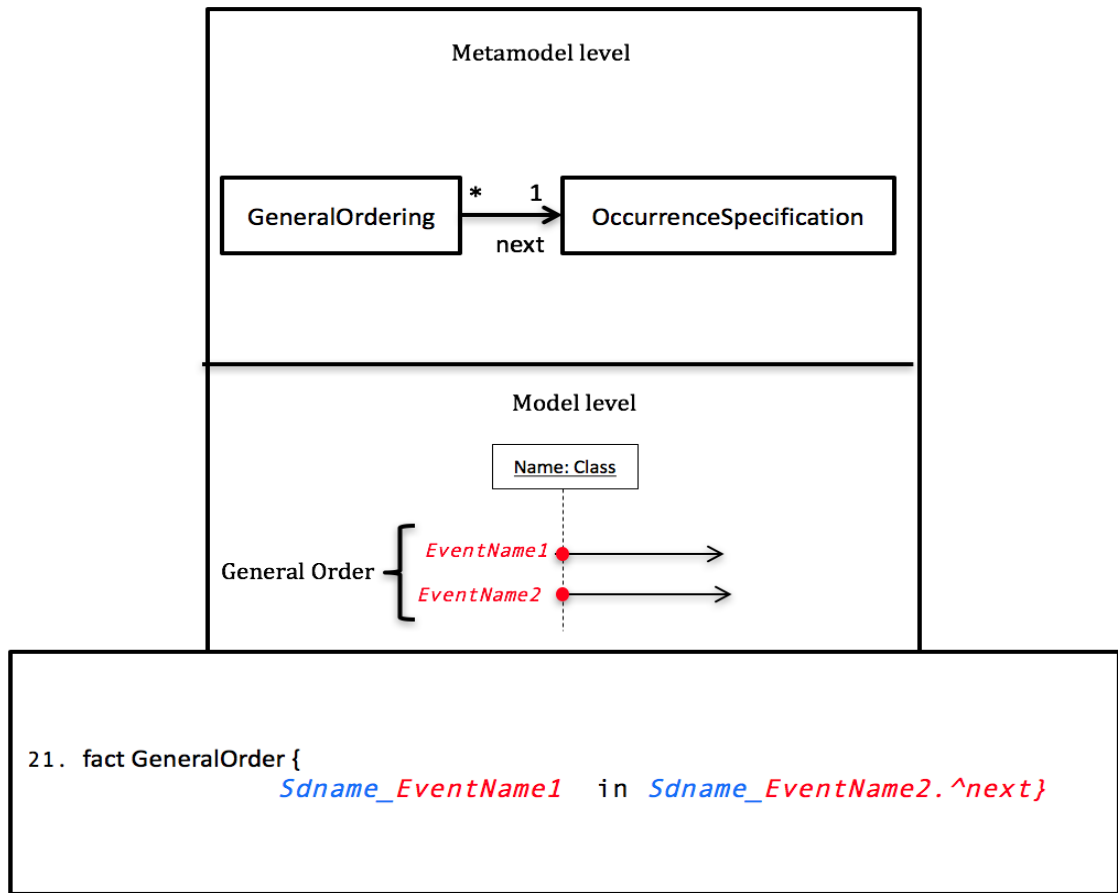 Metamodel level
GeneralOrdering
* 1
next
OccurrenceSpecification
Model level
Name: Class
General Order
EventName1
EventName2
21. fact GeneralOrder {
Sdname_EventName1 in Sdname_EventName2.^next}